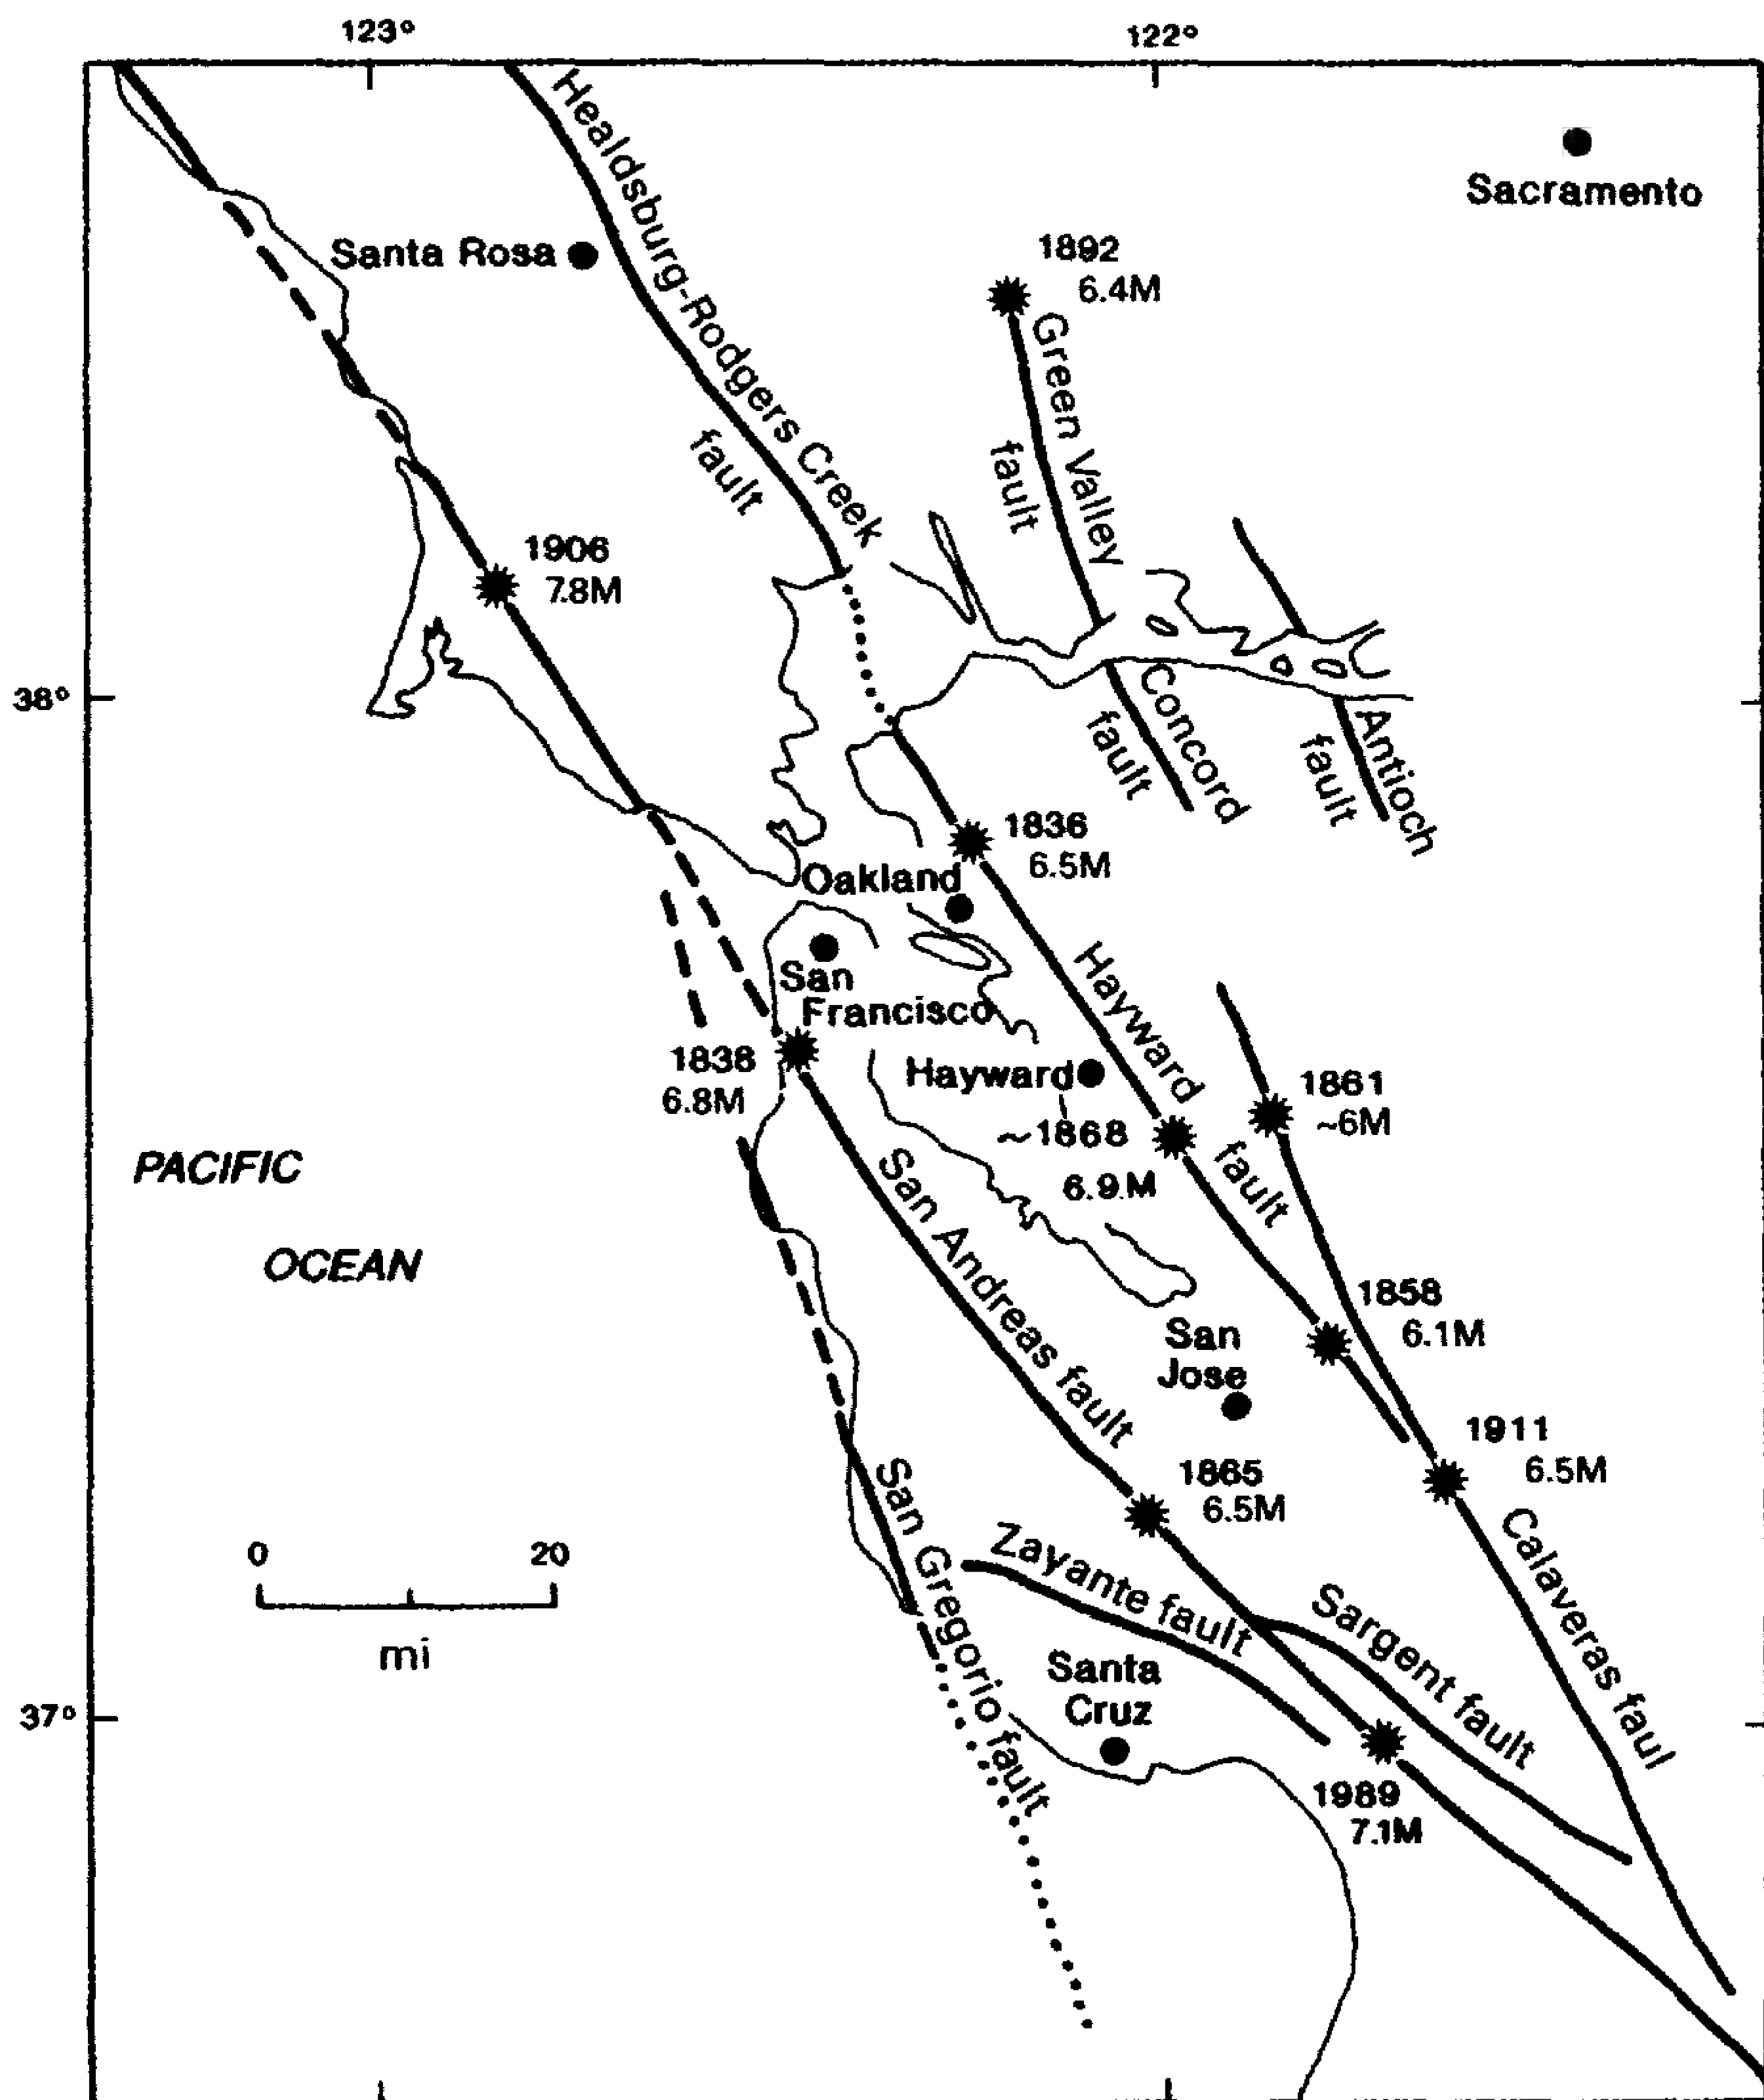 123°
122°
Healdsburg-Rodgers Creek
fault
Sacramento
Santa Rosa
1892
6.4M
Green Valley
fault
1906
7.8M
38°
Concord
fault
Antioch
fault
1836
6.5M
Oakland
San
Francisco
Hayward
fault
1838
6.8M
Hayward
1861
~6M
~1868
6.9.M
PACIFIC
OCEAN
San Andreas fault
1858
6.1M
San
Jose
1911
6.5M
1865
6.5M
San Gregorio fault
Zayante fault
Sargent fault
Calaveras faul
0
20
mi
Santa
Cruz
37°
1989
7.1M